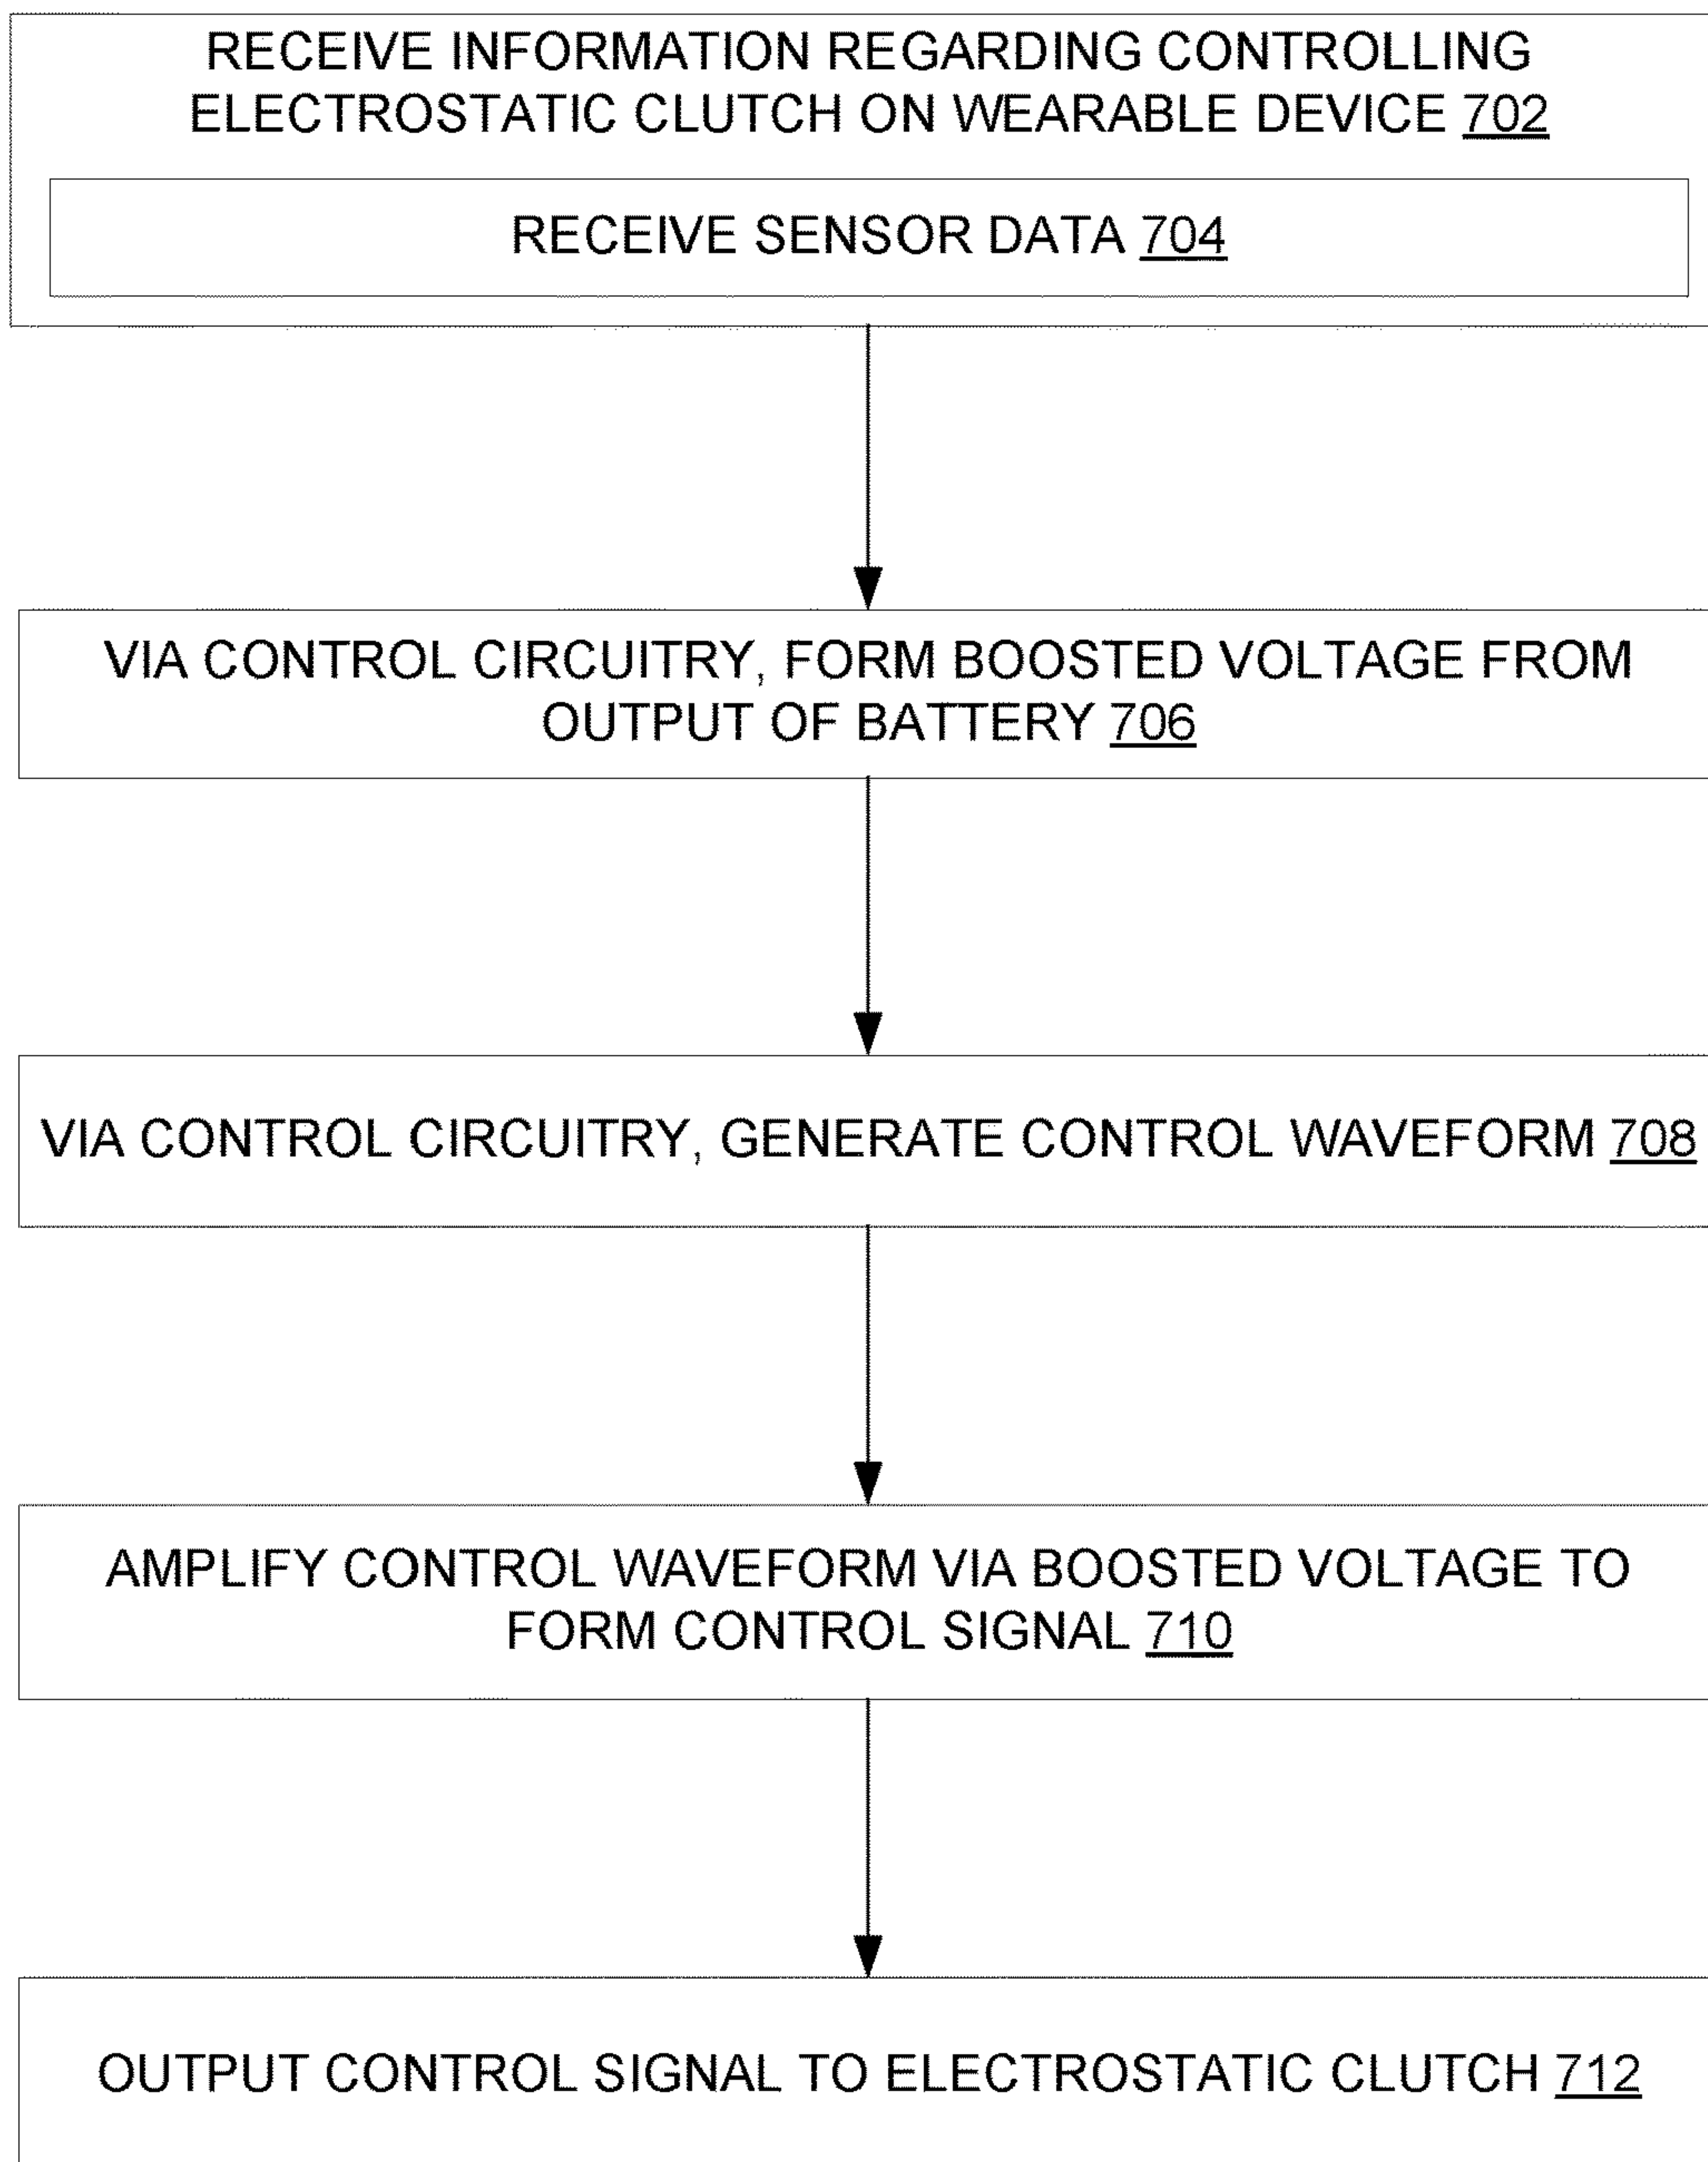 RECEIVE INFORMATION REGARDING CONTROLLING
ELECTROSTATIC CLUTCH ON WEARABLE DEVICE 702
RECEIVE SENSOR DATA 704
VIA CONTROL CIRCUITRY, FORM BOOSTED VOLTAGE FROM
OUTPUT OF BATTERY 706
VIA CONTROL CIRCUITRY, GENERATE CONTROL WAVEFORM 708
AMPLIFY CONTROL WAVEFORM VIA BOOSTED VOLTAGE TO
FORM CONTROL SIGNAL 710
OUTPUT CONTROL SIGNAL TO ELECTROSTATIC CLUTCH 712